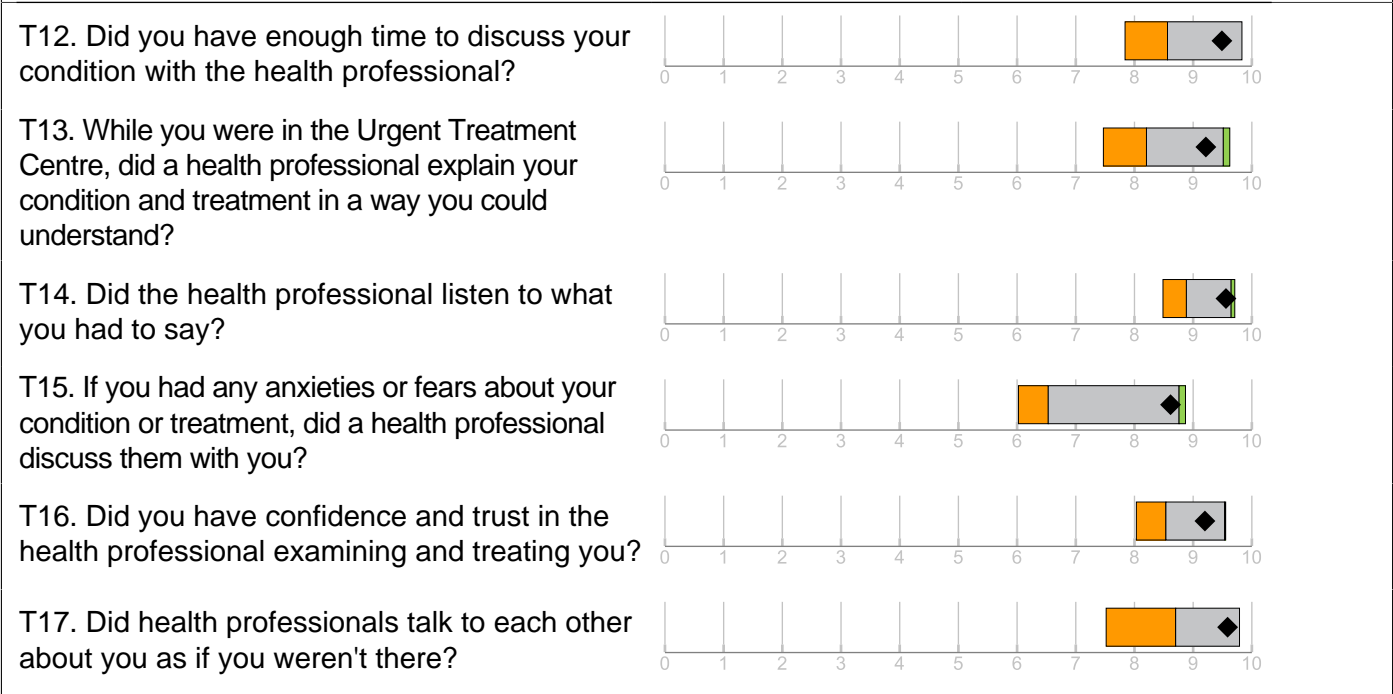 T12. Did you have enough time to discuss your
condition with the health professional?
0 1 2 3 4 5 6 7 8 9 10
T13. While you were in the Urgent Treatment
Centre, did a health professional explain your
condition and treatment in a way you could
understand?
0 1 2 3 4 5 6 7 8 9 10
T14. Did the health professional listen to what
you had to say?
0 1 2 3 4 5 6 7 8 9 10
T15. If you had any anxieties or fears about your
condition or treatment, did a health professional
discuss them with you?
0 1 2 3 4 5 6 7 8 9 10
T16. Did you have confidence and trust in the
health professional examining and treating you?
0 1 2 3 4 5 6 7 8 9 10
T17. Did health professionals talk to each other
about you as if you weren't there?
0 1 2 3 4 5 6 7 8 9 10